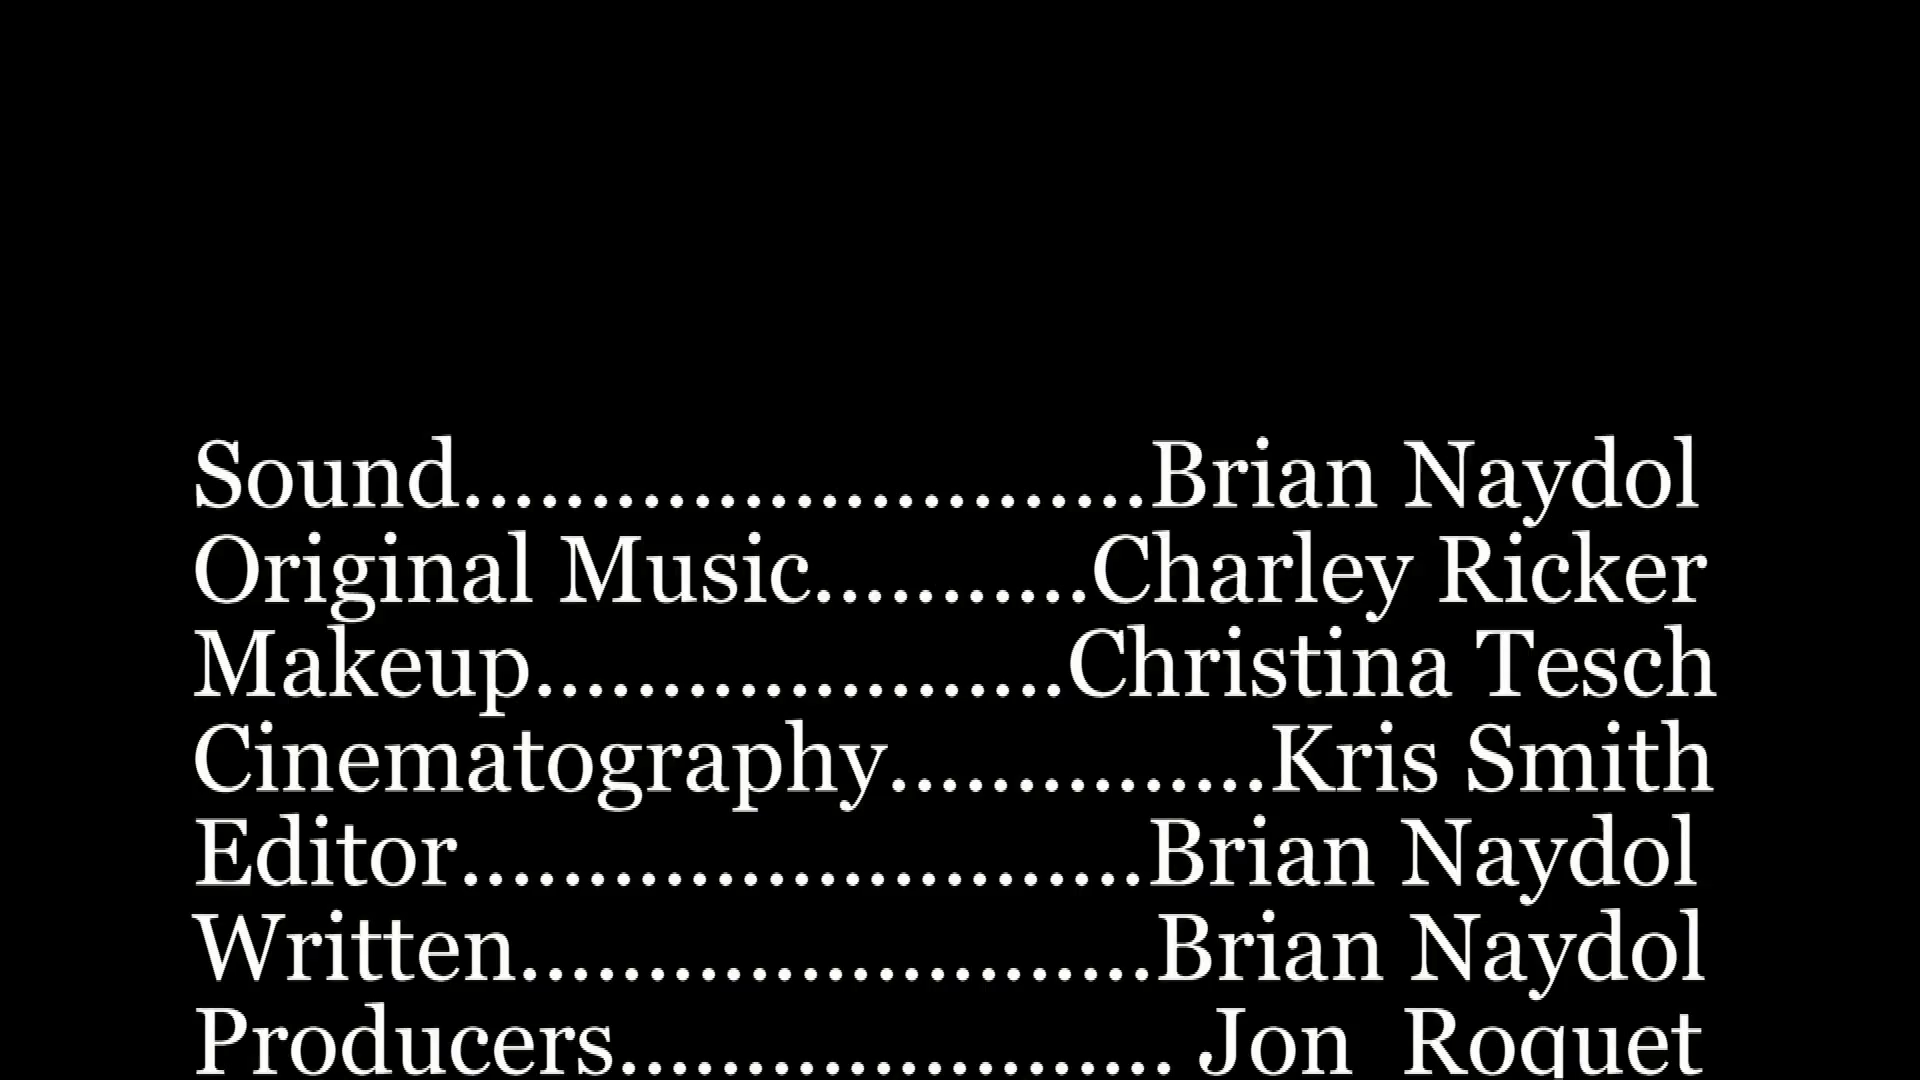 Sound...........................Brian Naydol
Original Music...........Charley Ricker
Makeup.....................Christina Tesch
Cinematography...............Kris Smith
Editor...........................Brian Naydol
Written.........................Brian Naydol
Producers...................... Jon  Roquet